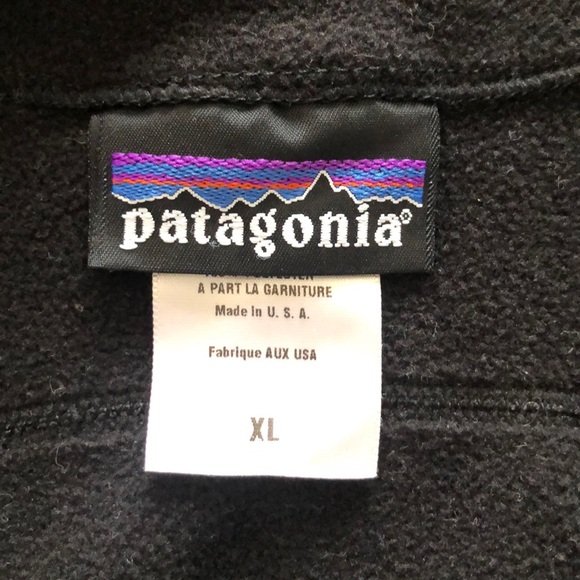 patagonia®
A PART LA GARNITURE
Made In U. S. A.
Fabrique AUX USA
XL